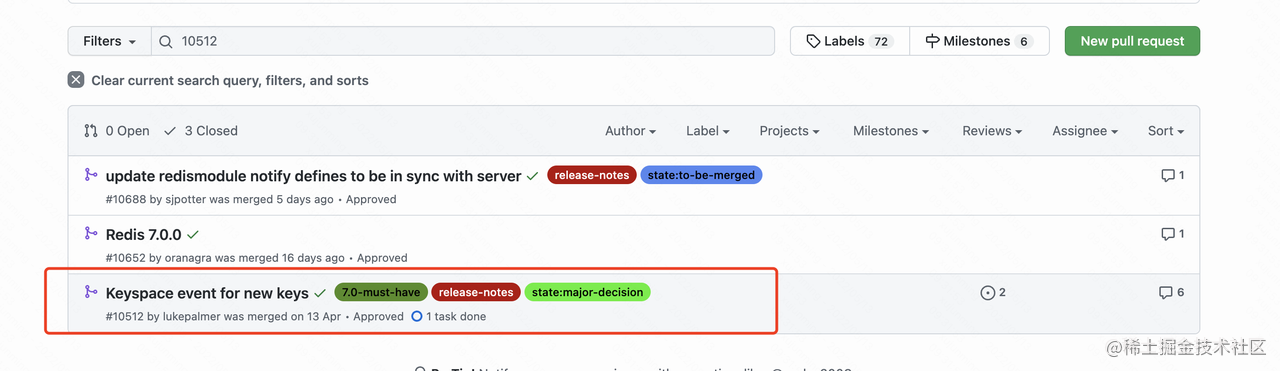 Filters 10512 Labels 72 Milestones 6 New pull request
Clear current search query, filters, and sorts
0 Open 3 Closed Author Label Projects Milestones Reviews Assignee Sort
update redismodule notify defines to be in sync with server release-notes state:to-be-merged 1
#10688 by sjpotter was merged 5 days ago • Approved
Redis 7.0.0 1
#10652 by oranagra was merged 16 days ago • Approved
Keyspace event for new keys 7.0-must-have release-notes state:major-decision 2 6
#10512 by lukepalmer was merged on 13 Apr • Approved 1 task done
@稀土掘金技术社区